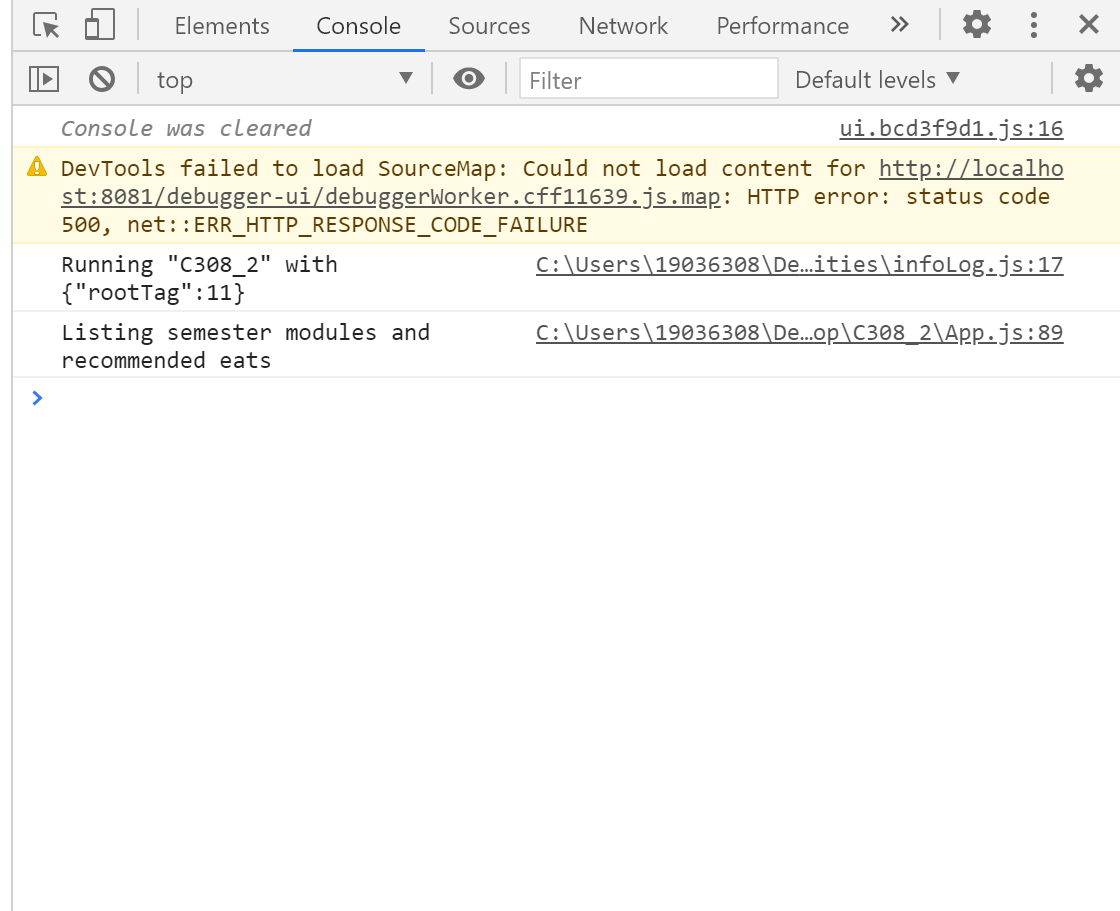 Elements Console Sources Network Performance »
top Filter Default levels
Console was cleared ui.bcd3f9d1.js:16
DevTools failed to load SourceMap: Could not load content for http://localho
st:8081/debugger-ui/debuggerWorker.cff11639.js.map: HTTP error: status code
500, net::ERR_HTTP_RESPONSE_CODE_FAILURE
Running "C308_2" with C:\Users\19036308\De…ities\infoLog.js:17
{"rootTag":11}
Listing semester modules and C:\Users\19036308\De…op\C308_2\App.js:89
recommended eats